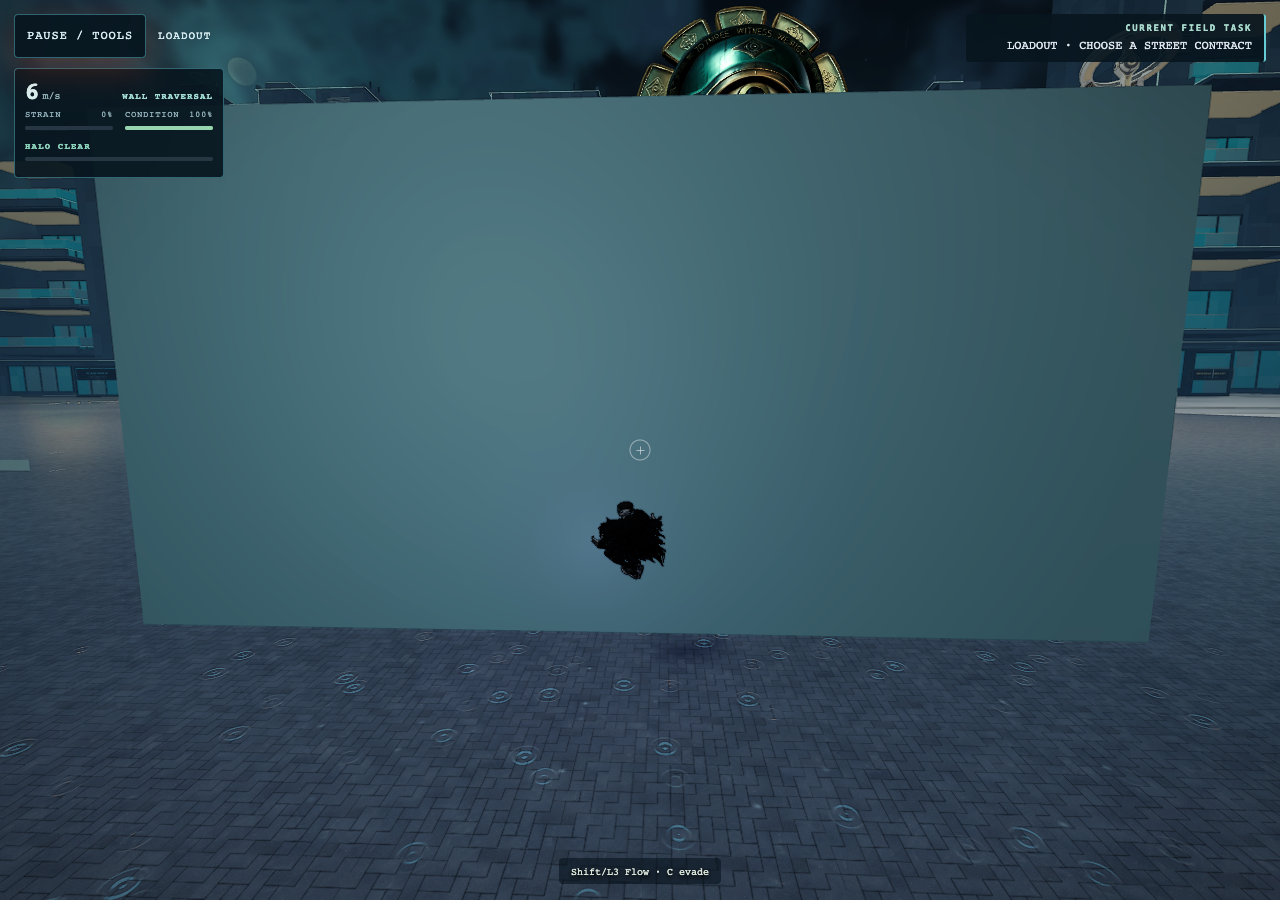 PAUSE / TOOLS
LOADOUT
CURRENT FIELD TASK
LOADOUT · CHOOSE A STREET CONTRACT
6 m/s
WALL TRAVERSAL
STRAIN 0%
CONDITION 100%
HALO CLEAR
Shift/L3 Flow · C evade